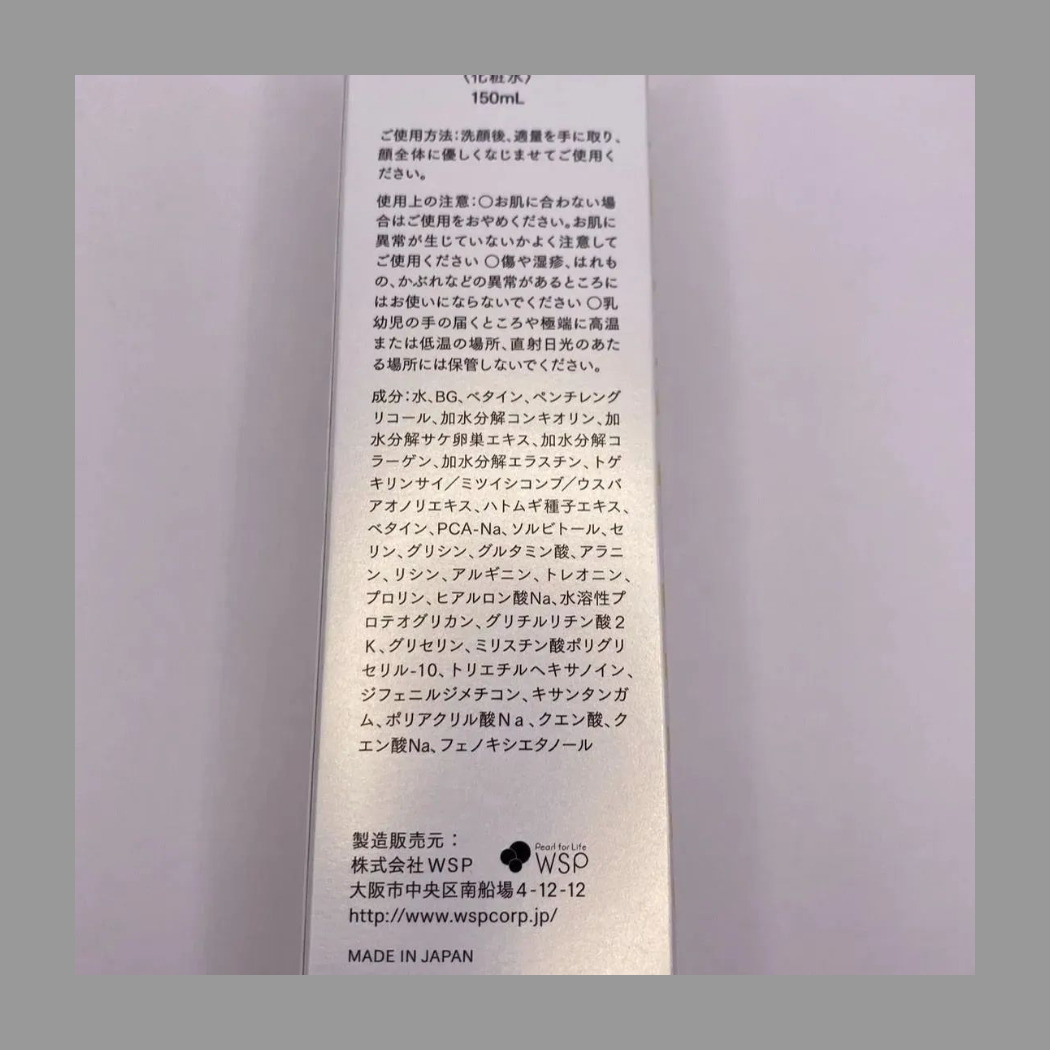 〈化粧水〉
150mL
ご使用方法:洗顔後、適量を手に取り、
顔全体に優しくなじませてご使用く
ださい。
使用上の注意:〇お肌に合わない場
合はご使用をおやめください。お肌に
異常が生じていないかよく注意して
ご使用ください 〇傷や湿疹、はれも
の、かぶれなどの異常があるところに
はお使いにならないでください 〇乳
幼児の手の届くところや極端に高温
または低温の場所、直射日光のあた
る場所には保管しないでください。
成分:水、BG、ベタイン、ペンチレング
リコール、加水分解コンキオリン、加
水分解サケ卵巣エキス、加水分解コ
ラーゲン、加水分解エラスチン、トゲ
キリンサイ/ミツイシコンブ/ウスバ
アオノリエキス、ハトムギ種子エキス、
ベタイン、PCA-Na、ソルビトール、セ
リン、グリシン、グルタミン酸、アラニ
ン、リシン、アルギニン、トレオニン、
プロリン、ヒアルロン酸Na、水溶性プ
ロテオグリカン、グリチルリチン酸2
K、グリセリン、ミリスチン酸ポリグリ
セリル-10、トリエチルヘキサノイン、
ジフェニルジメチコン、キサンタンガ
ム、ポリアクリル酸Na、クエン酸、ク
エン酸Na、フェノキシエタノール
製造販売元:
株式会社WSP
Pearl for Life
WSP
大阪市中央区南船場4-12-12
http://www.wspcorp.jp/
MADE IN JAPAN